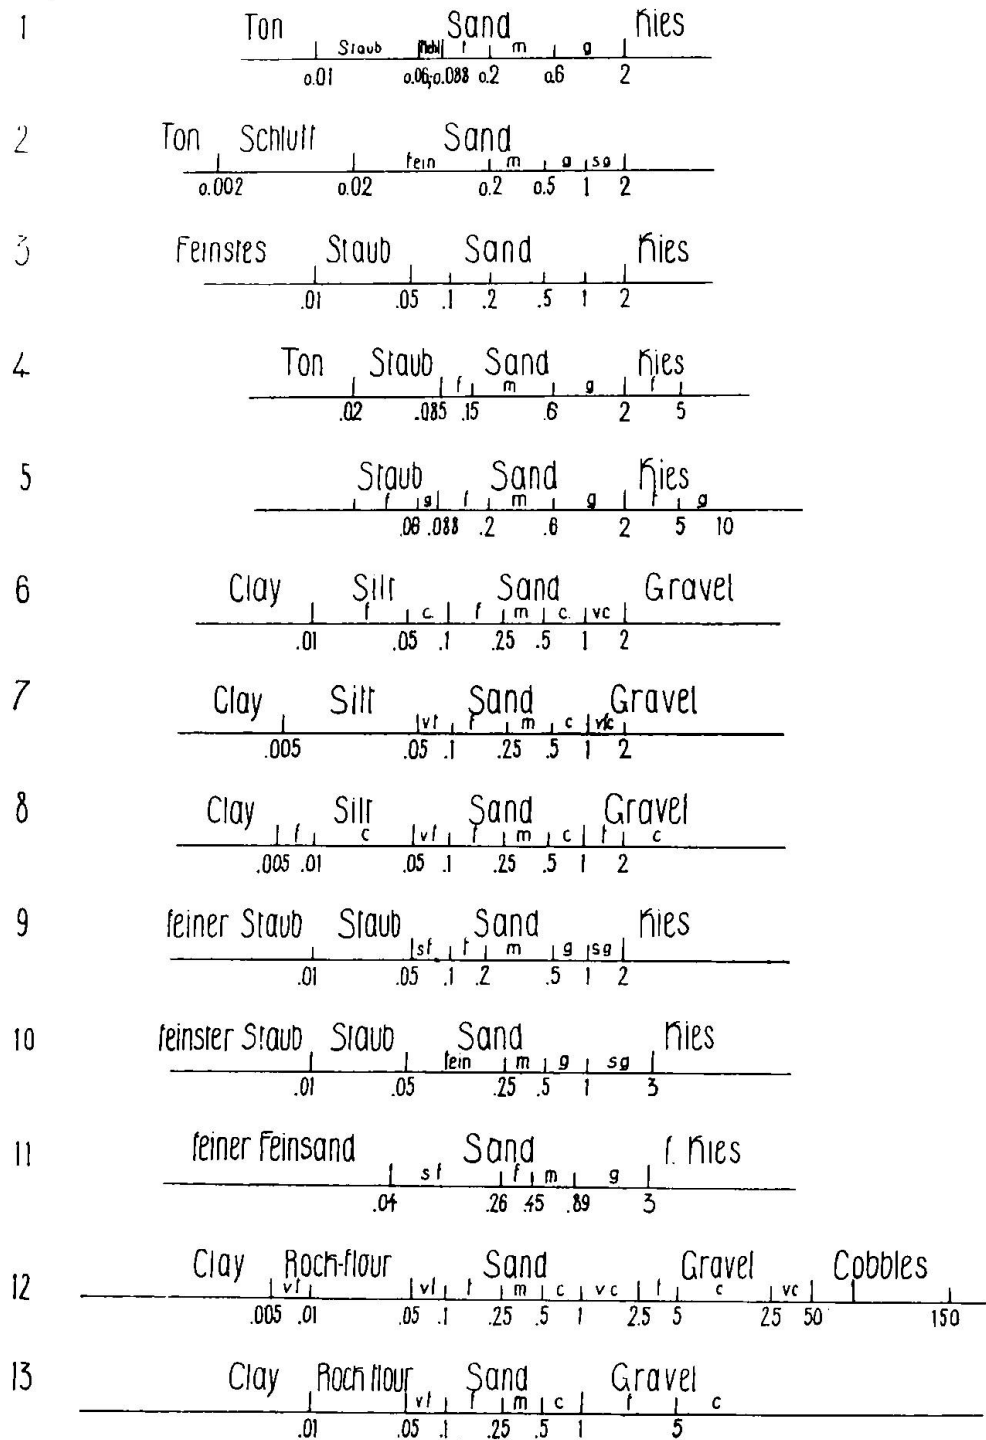 1 Ton Sand Kies
Staub Mehl f m g
0.01 0.06 0.088 0.2 0.6 2
2 Ton Schluff Sand
fein m g sg
0.002 0.02 0.2 0.5 1 2
3 Feinstes Staub Sand Kies
.01 .05 .1 .2 .5 1 2
4 Ton Staub Sand Kies
f m g f
.02 .085 .15 .6 2 5
5 Staub Sand Kies
f g f m g f g
.06 .088 .2 .6 2 5 10
6 Clay Silt Sand Gravel
f c. f m c. vc
.01 .05 .1 .25 .5 1 2
7 Clay Silt Sand Gravel
vf f m c vfc
.005 .05 .1 .25 .5 1 2
8 Clay Silt Sand Gravel
f c vf f m c f c
.005 .01 .05 .1 .25 .5 1 2
9 feiner Staub Staub Sand Kies
sf f m g sg
.01 .05 .1 .2 .5 1 2
10 feinster Staub Staub Sand Kies
fein m g sg
.01 .05 .25 .5 1 3
11 feiner Feinsand Sand f. Kies
sf f m g
.04 .26 .45 .89 3
12 Clay Rock-flour Sand Gravel Cobbles
vf vf f m c vc f c vc
.005 .01 .05 .1 .25 .5 1 2.5 5 25 50 150
13 Clay Rock flour Sand Gravel
vf f m c f c
.01 .05 .1 .25 .5 1 5